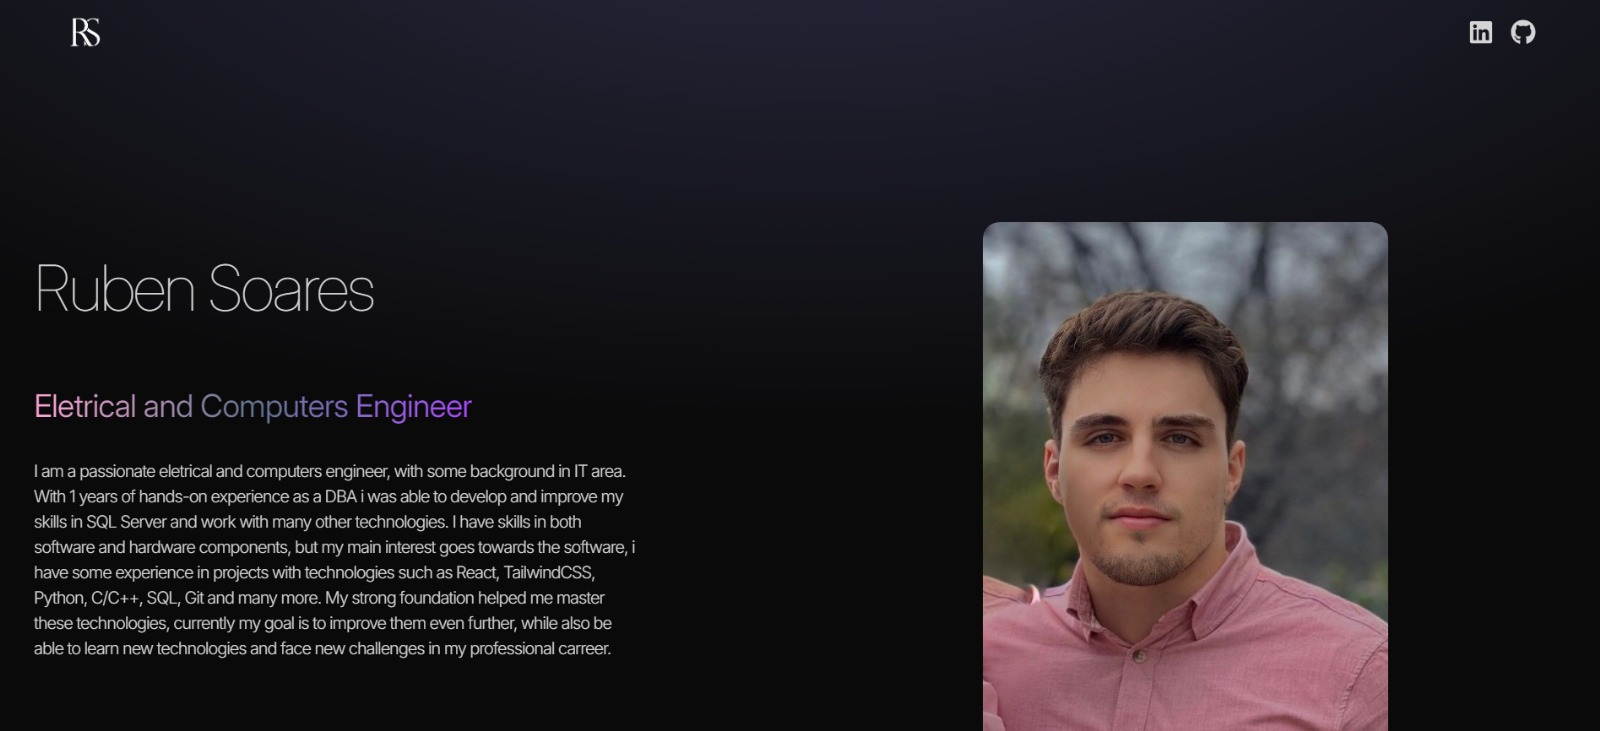 RS
in
Ruben Soares
Eletrical and Computers Engineer
I am a passionate eletrical and computers engineer, with some background in IT area.
With 1 years of hands-on experience as a DBA i was able to develop and improve my
skills in SQL Server and work with many other technologies. I have skills in both
software and hardware components, but my main interest goes towards the software, i
have some experience in projects with technologies such as React, TailwindCSS,
Python, C/C++, SQL, Git and many more. My strong foundation helped me master
these technologies, currently my goal is to improve them even further, while also be
able to learn new technologies and face new challenges in my professional carreer.